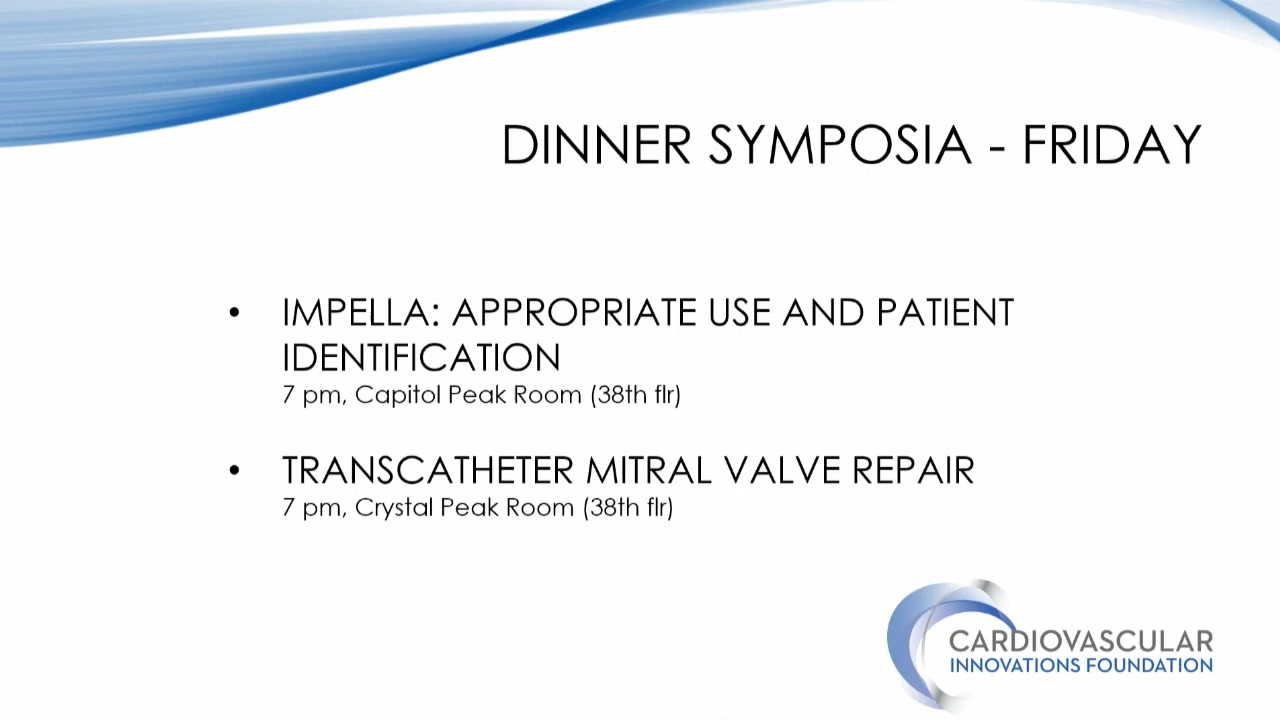 DINNER SYMPOSIA - FRIDAY
• IMPELLA: APPROPRIATE USE AND PATIENT
IDENTIFICATION
7 pm, Capitol Peak Room (38th flr)
• TRANSCATHETER MITRAL VALVE REPAIR
7 pm, Crystal Peak Room (38th flr)
CARDIOVASCULAR
INNOVATIONS FOUNDATION